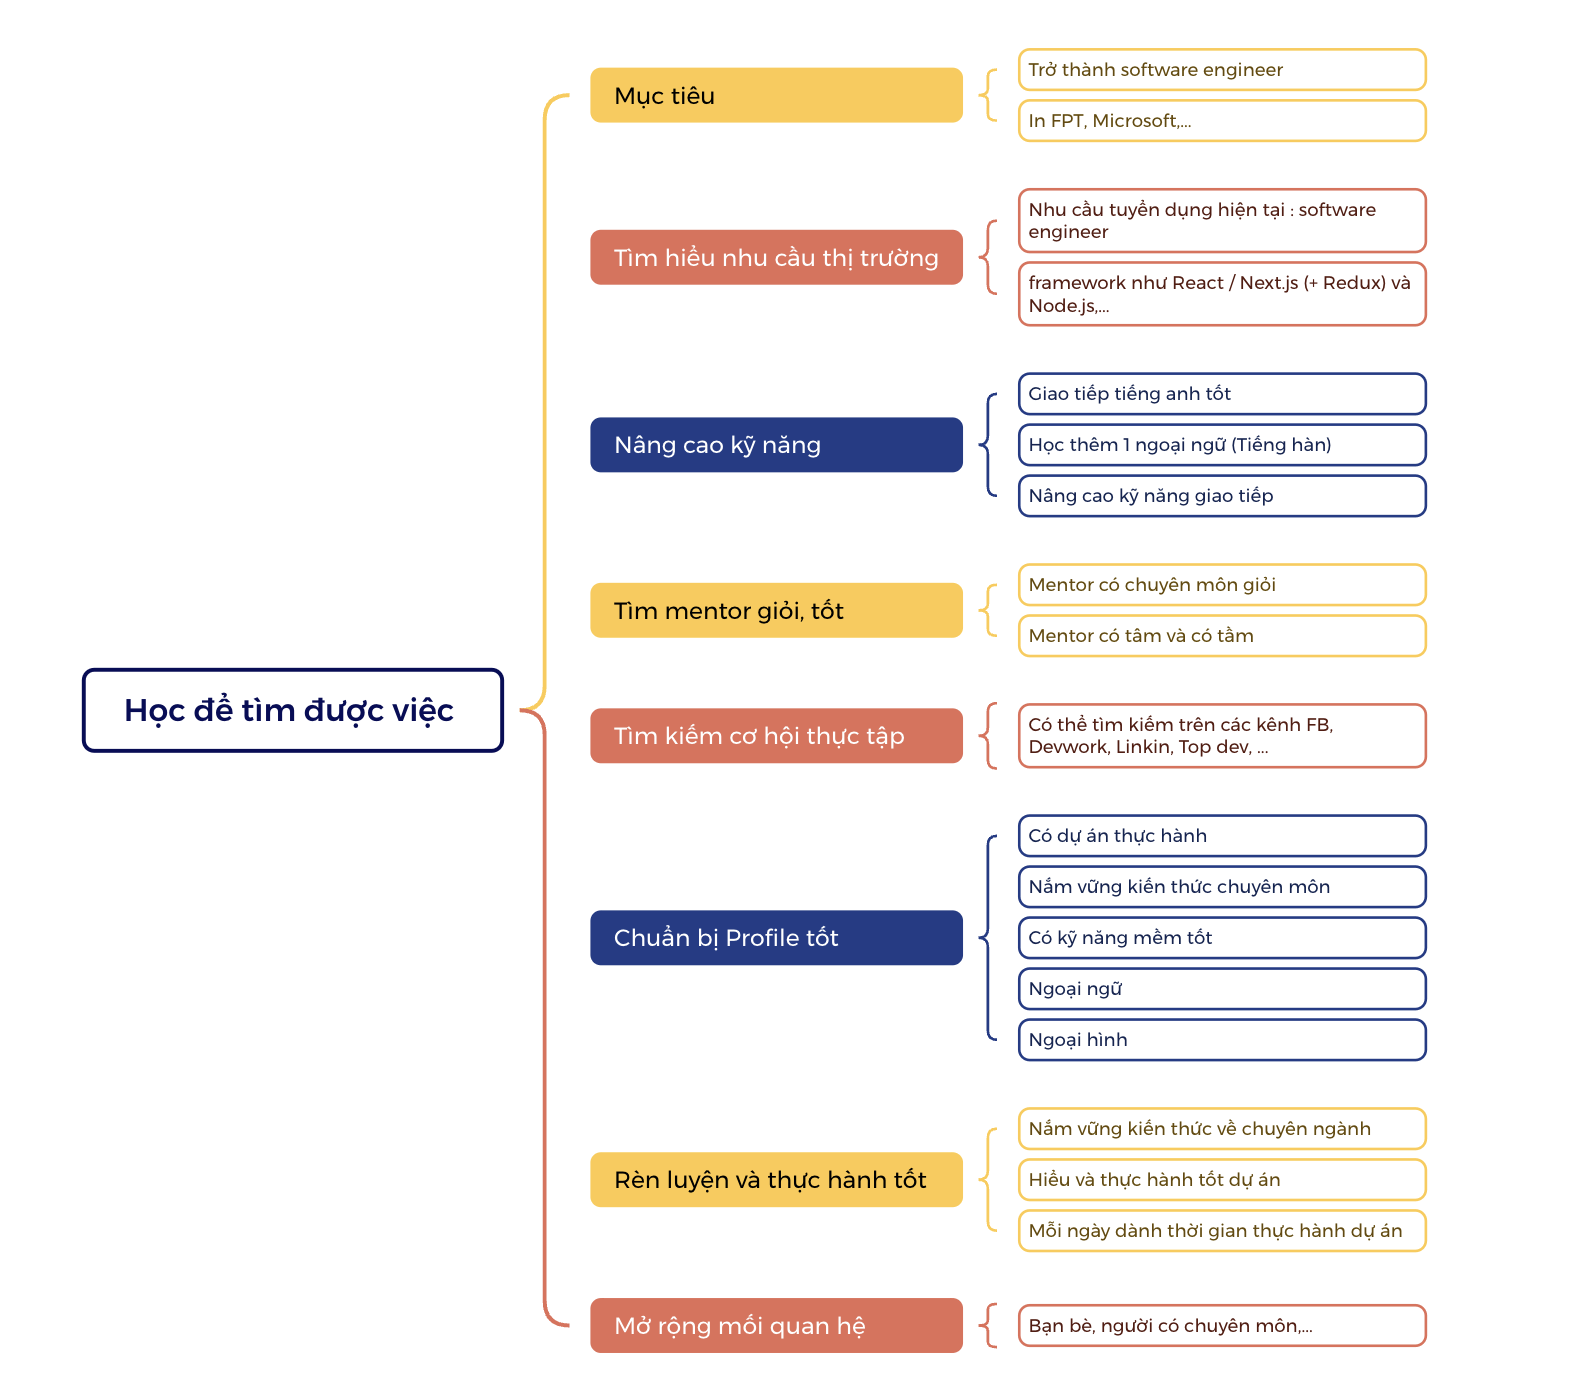 Học để tìm được việc
Mục tiêu
Trở thành software engineer
In FPT, Microsoft,...
Tìm hiểu nhu cầu thị trường
Nhu cầu tuyển dụng hiện tại : software
engineer
framework như React / Next.js (+ Redux) và
Node.js,...
Nâng cao kỹ năng
Giao tiếp tiếng anh tốt
Học thêm 1 ngoại ngữ (Tiếng hàn)
Nâng cao kỹ năng giao tiếp
Tìm mentor giỏi, tốt
Mentor có chuyên môn giỏi
Mentor có tâm và có tầm
Tìm kiếm cơ hội thực tập
Có thể tìm kiếm trên các kênh FB,
Devwork, Linkin, Top dev, ...
Chuẩn bị Profile tốt
Có dự án thực hành
Nắm vững kiến thức chuyên môn
Có kỹ năng mềm tốt
Ngoại ngữ
Ngoại hình
Rèn luyện và thực hành tốt
Nắm vững kiến thức về chuyên ngành
Hiểu và thực hành tốt dự án
Mỗi ngày dành thời gian thực hành dự án
Mở rộng mối quan hệ
Bạn bè, người có chuyên môn,...